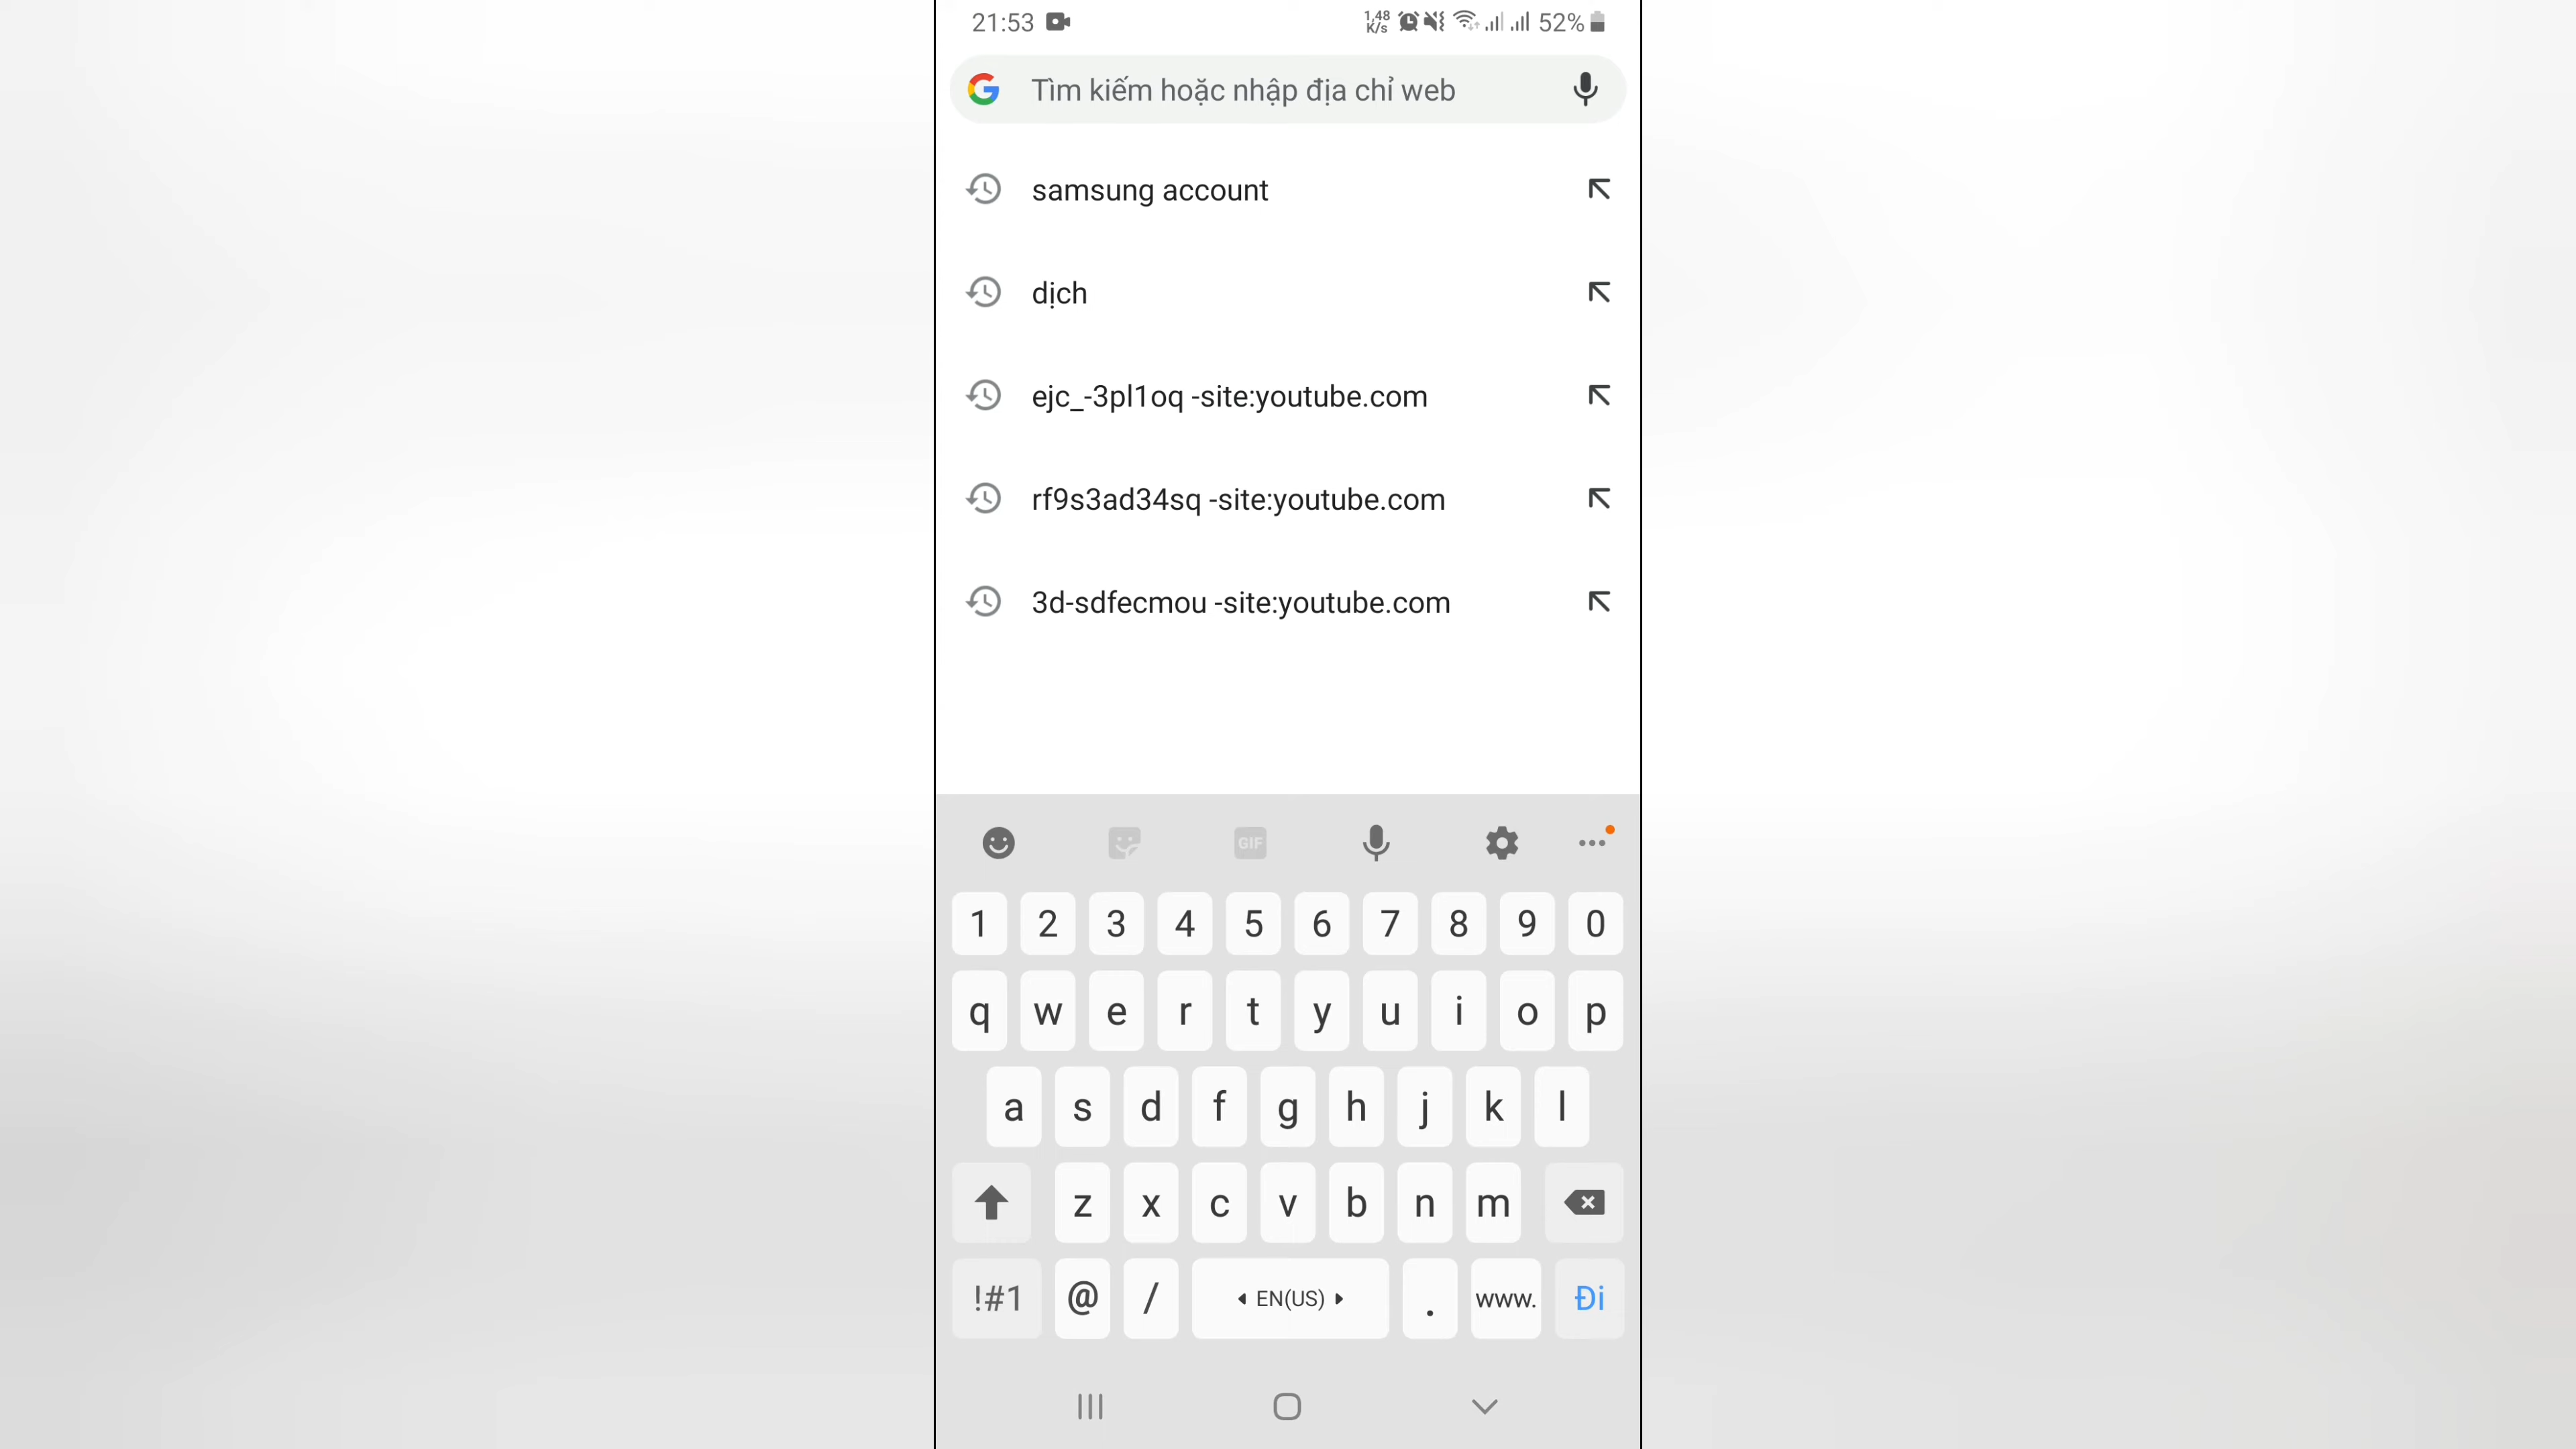 21:53 1,48 K/s 52%
Tìm kiếm hoặc nhập địa chỉ web
samsung account
dịch
ejc_-3pl1oq -site:youtube.com
rf9s3ad34sq -site:youtube.com
3d-sdfecmou -site:youtube.com
GIF
1 2 3 4 5 6 7 8 9 0
q w e r t y u i o p
a s d f g h j k l
z x c v b n m
!#1 @ / EN(US) . www. Đi